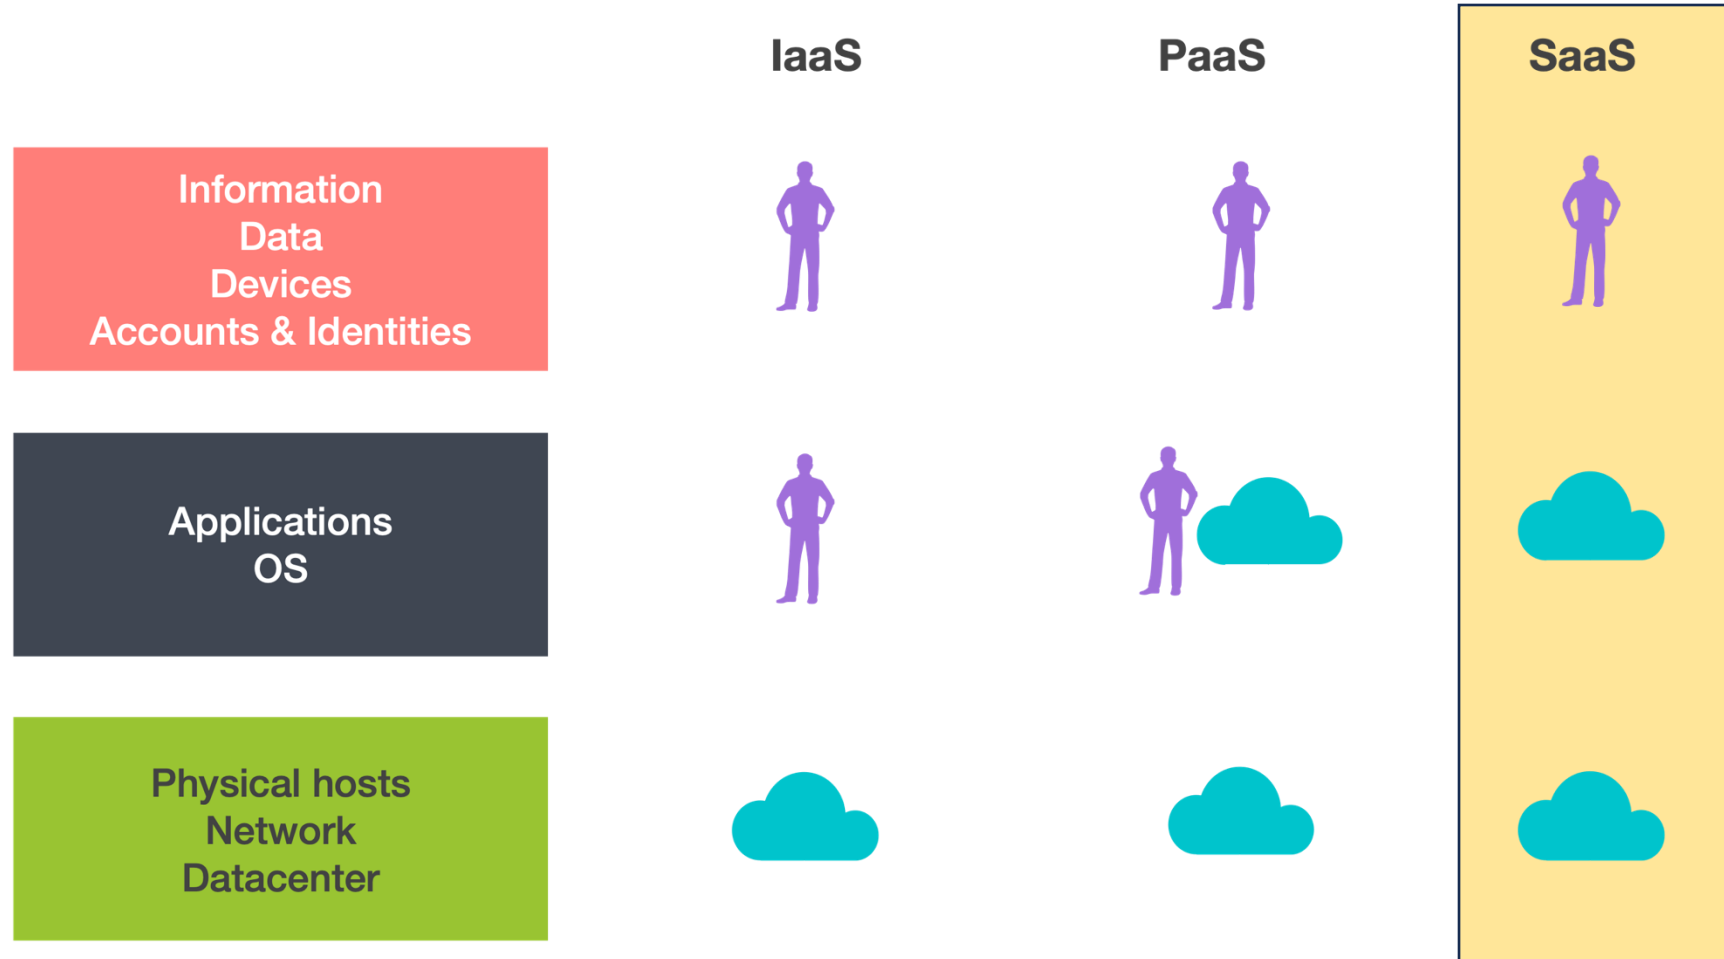 IaaS PaaS SaaS
Information
Data
Devices
Accounts & Identities
Applications
OS
Physical hosts
Network
Datacenter